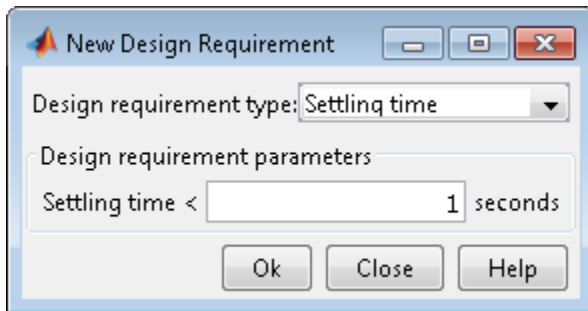 New Design Requirement
Design requirement type: Settling time
Design requirement parameters
Settling time < 1 seconds
Ok Close Help